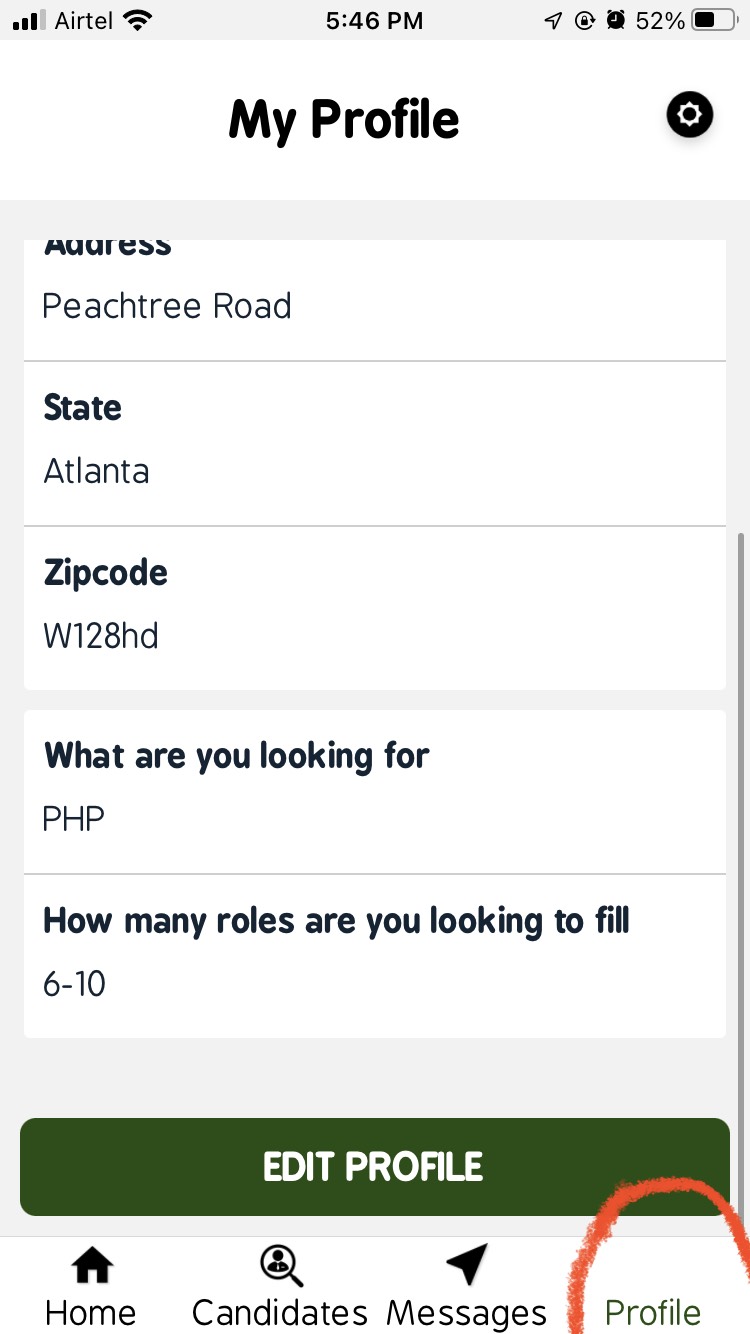 Airtel 5:46 PM 52%
My Profile
Address
Peachtree Road
State
Atlanta
Zipcode
W128hd
What are you looking for
PHP
How many roles are you looking to fill
6-10
EDIT PROFILE
Home Candidates Messages Profile